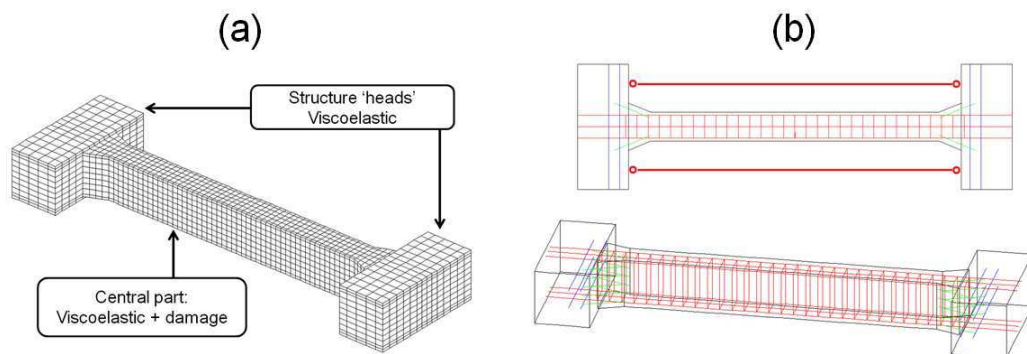 (a)
Structure ‘heads’
Viscoelastic
Central part:
Viscoelastic + damage
(b)